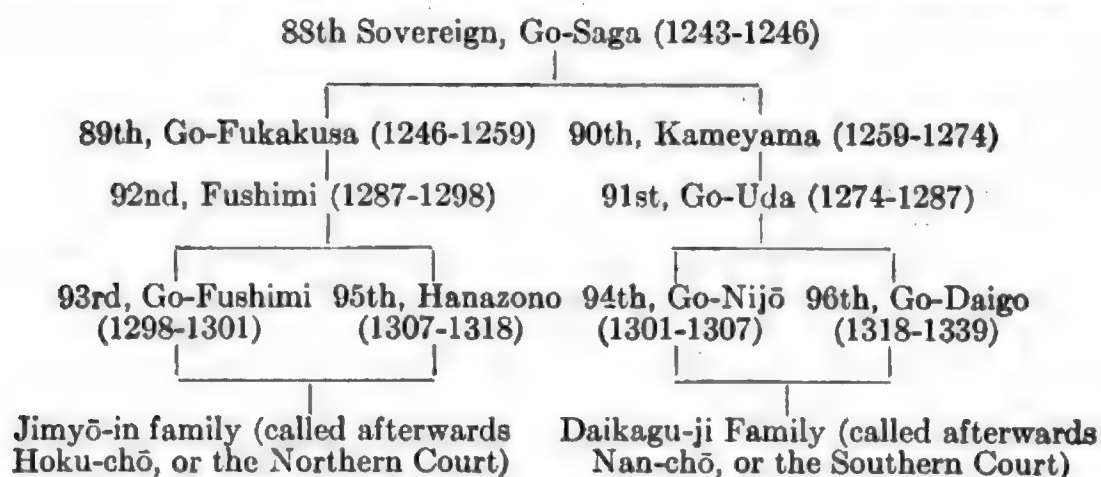 88th Sovereign, Go-Saga (1243-1246)
89th, Go-Fukakusa (1246-1259) 90th, Kameyama (1259-1274)
92nd, Fushimi (1287-1298) 91st, Go-Uda (1274-1287)
93rd, Go-Fushimi 95th, Hanazono 94th, Go-Nijō 96th, Go-Daigo
(1298-1301) (1307-1318) (1301-1307) (1318-1339)
Jimyō-in family (called afterwards Daikagu-ji Family (called afterwards
Hoku-chō, or the Northern Court) Nan-chō, or the Southern Court)